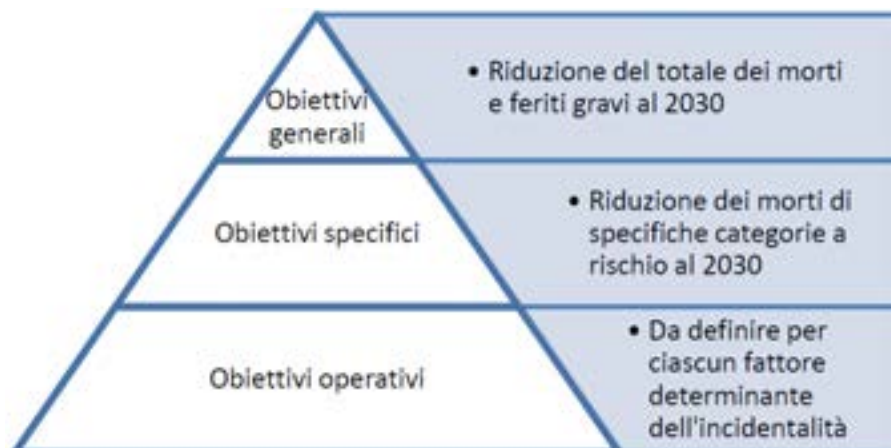 Obiettivi
generali
• Riduzione del totale dei morti
e feriti gravi al 2030
Obiettivi specifici
• Riduzione dei morti di
specifiche categorie a
rischio al 2030
Obiettivi operativi
• Da definire per
ciascun fattore
determinante
dell'incidentalità